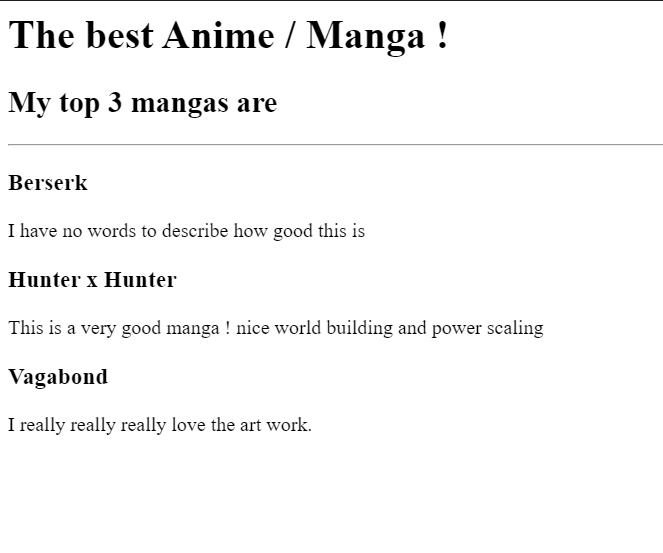 The best Anime / Manga !
My top 3 mangas are
Berserk
I have no words to describe how good this is
Hunter x Hunter
This is a very good manga ! nice world building and power scaling
Vagabond
I really really really love the art work.